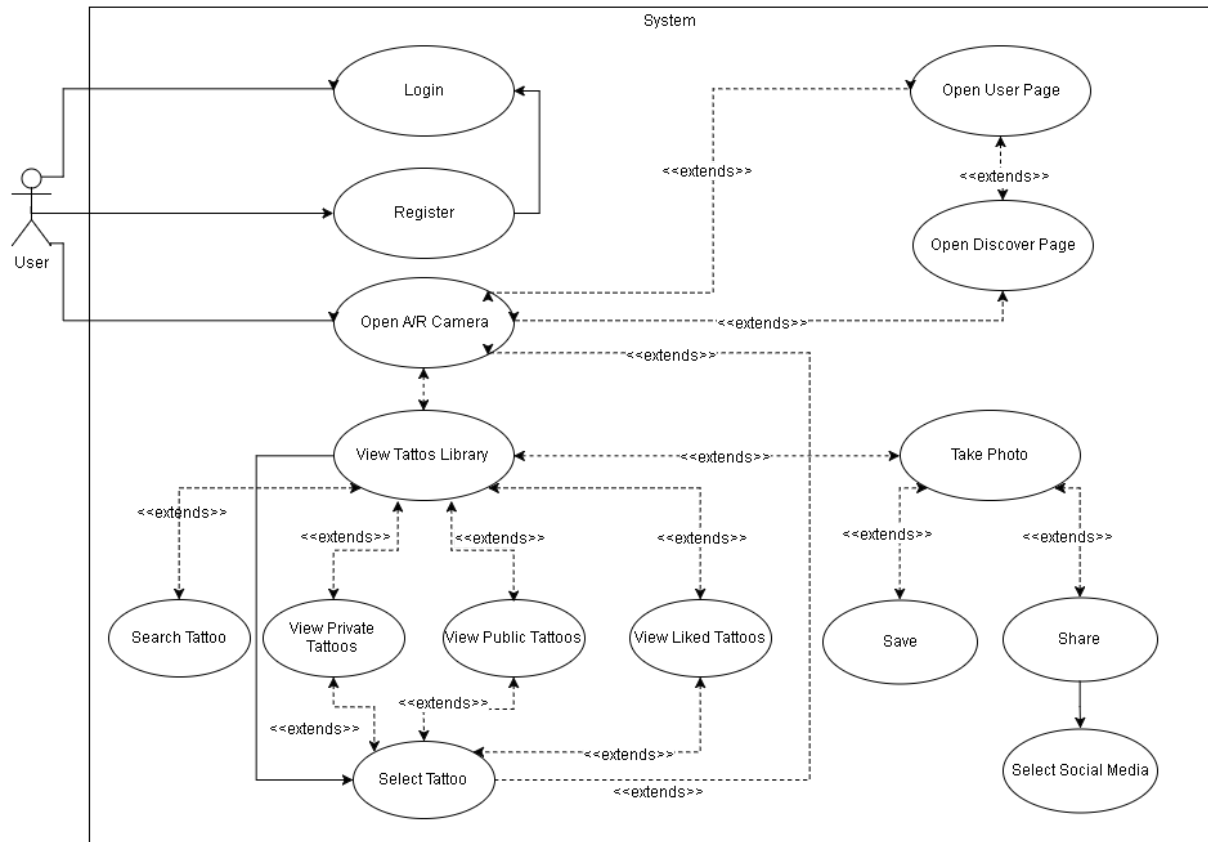 System
Login
Open User Page
<<extends>>
<<extends>>
Register
Open Discover Page
User
Open A/R Camera
<<extends>>
<<extends>>
View Tattos Library
<<extends>>
Take Photo
<<extends>>
<<extends>>
<<extends>>
<<extends>>
<<extends>>
<<extends>>
Search Tattoo
View Private
Tattoos
View Public Tattoos
View Liked Tattoos
Save
Share
<<extends>>
<<extends>>
<<extends>>
Select Tattoo
<<extends>>
Select Social Media